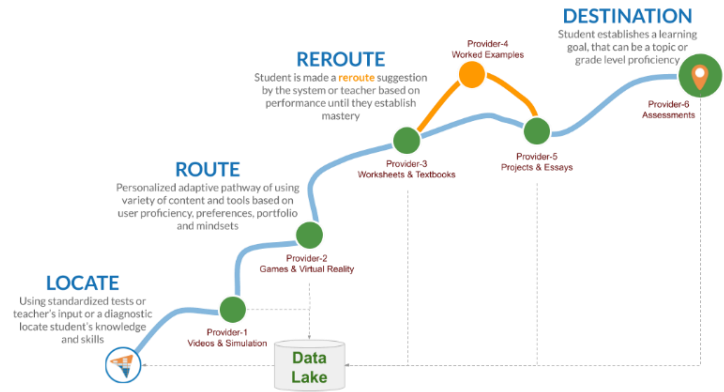 DESTINATION
Student establishes a learning
goal, that can be a topic or
grade level proficiency
Provider-6
Assessments
Provider-4
Worked Examples
REROUTE
Student is made a reroute suggestion
by the system or teacher based on
performance until they establish
mastery
Provider-5
Projects & Essays
Provider-3
Worksheets & Textbooks
ROUTE
Personalized adaptive pathway of using
variety of content and tools based on
user proficiency, preferences, portfolio
and mindsets
Provider-2
Games & Virtual Reality
LOCATE
Using standardized tests or
teacher's input or a diagnostic
locate student's knowledge
and skills
Provider-1
Videos & Simulation
Data
Lake